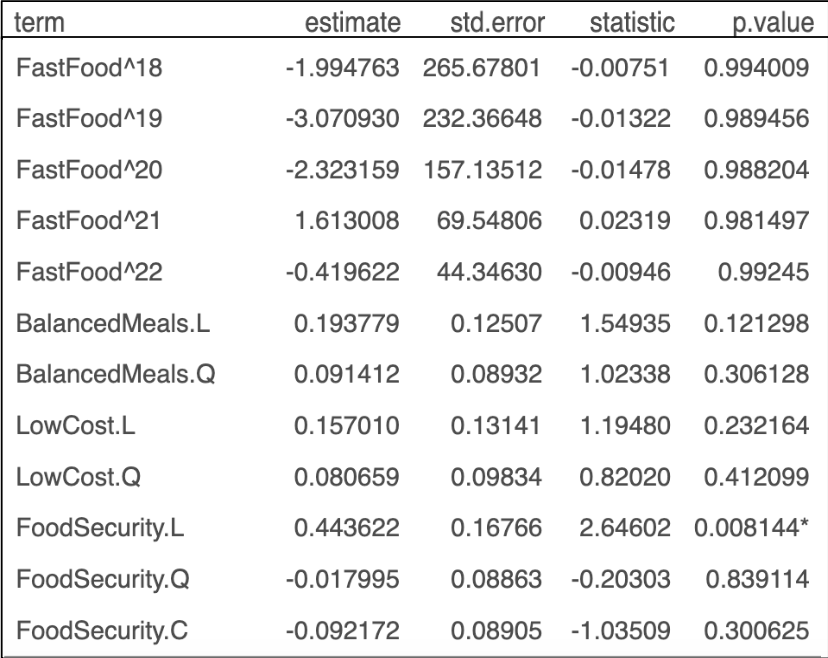 term estimate std.error statistic p.value
FastFood^18 -1.994763 265.67801 -0.00751 0.994009
FastFood^19 -3.070930 232.36648 -0.01322 0.989456
FastFood^20 -2.323159 157.13512 -0.01478 0.988204
FastFood^21 1.613008 69.54806 0.02319 0.981497
FastFood^22 -0.419622 44.34630 -0.00946 0.99245
BalancedMeals.L 0.193779 0.12507 1.54935 0.121298
BalancedMeals.Q 0.091412 0.08932 1.02338 0.306128
LowCost.L 0.157010 0.13141 1.19480 0.232164
LowCost.Q 0.080659 0.09834 0.82020 0.412099
FoodSecurity.L 0.443622 0.16766 2.64602 0.008144*
FoodSecurity.Q -0.017995 0.08863 -0.20303 0.839114
FoodSecurity.C -0.092172 0.08905 -1.03509 0.300625